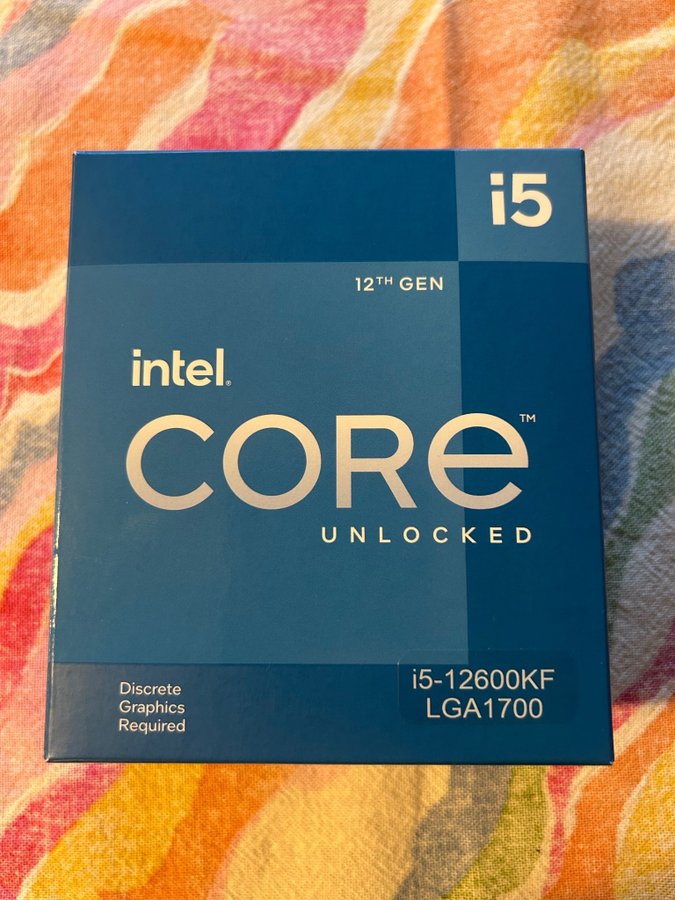 i5
12TH GEN
intel.
CORe™
UNLOCKED
Discrete
Graphics
Required
i5-12600KF
LGA1700